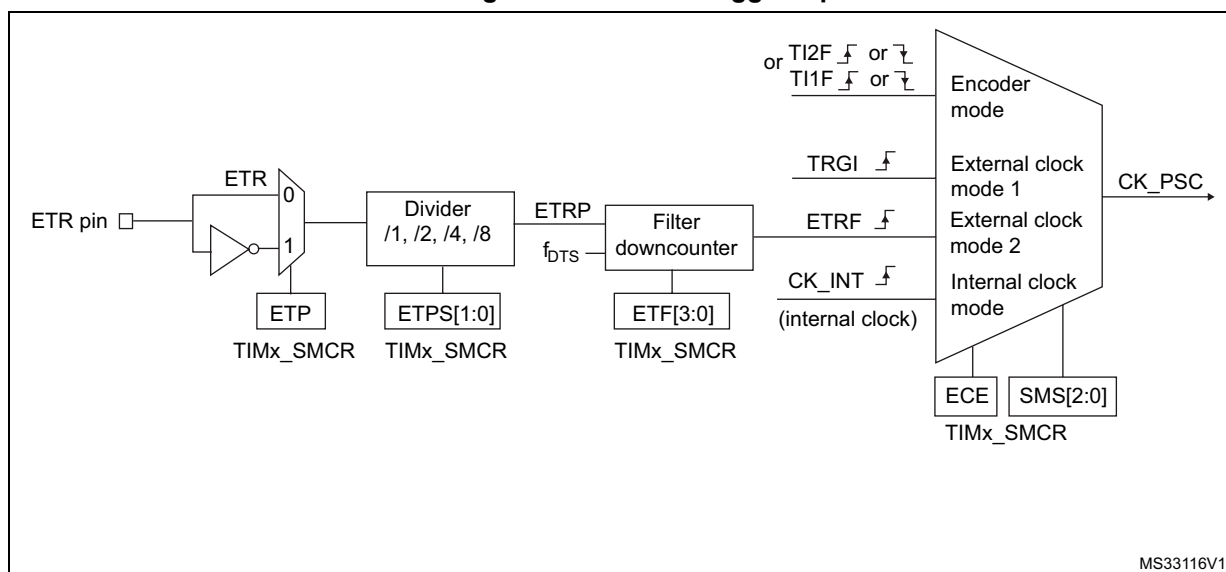 or TI2F or
TI1F or
Encoder
mode
TRGI
External clock
mode 1
CK_PSC
ETR
0
ETR pin
1
Divider
/1, /2, /4, /8
ETRP
fDTS
Filter
downcounter
ETRF
External clock
mode 2
CK_INT
(internal clock)
Internal clock
mode
ETP
TIMx_SMCR
ETPS[1:0]
TIMx_SMCR
ETF[3:0]
TIMx_SMCR
ECE
SMS[2:0]
TIMx_SMCR
MS33116V1